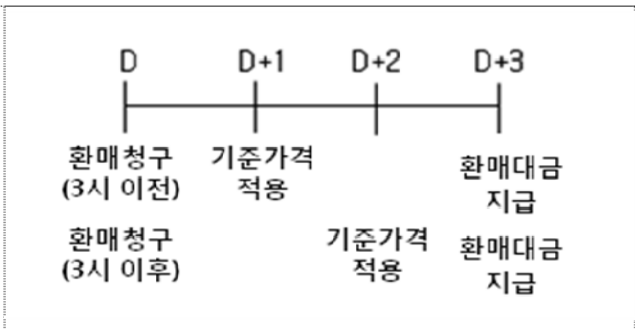 D D+1 D+2 D+3
환매청구 기준가격 환매대금
(3시 이전) 적용 지급
환매청구 기준가격 환매대금
(3시 이후) 적용 지급